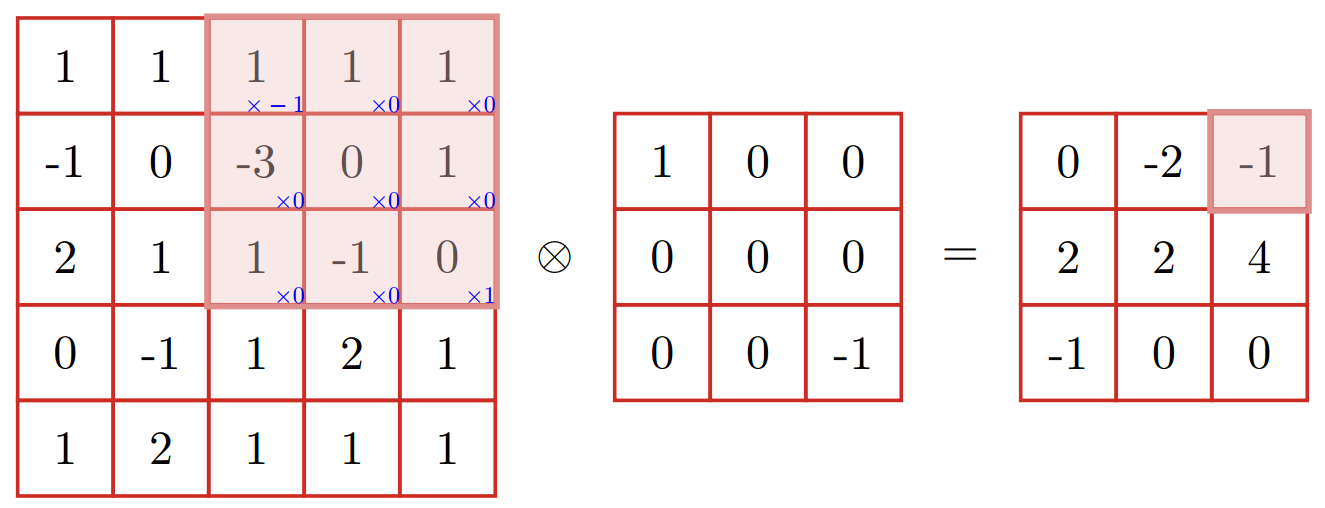 1 1 1 1 1
× − 1 ×0 ×0
-1 0 -3 0 1 1 0 0 0 -2 -1
×0 ×0 ×0
2 1 1 -1 0 ⊗ 0 0 0 = 2 2 4
×0 ×0 ×1
0 -1 1 2 1 0 0 -1 -1 0 0
1 2 1 1 1